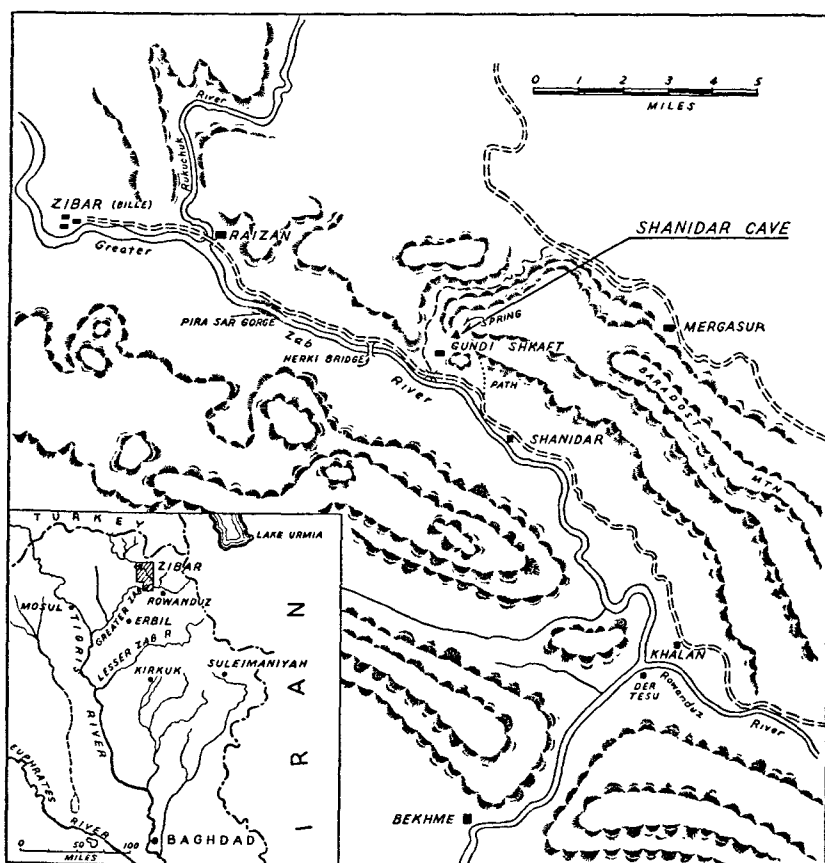 0 1 2 3 4 5
MILES
River
Rukuchuk
ZIBAR (BILLE)
RAIZAN
Greater
SHANIDAR CAVE
SPRING
MERGASUR
PIRA SAR GORGE
Zab
GUNDI SHKAFT
HERKI BRIDGE
River
PATH
BARADOST
MTN
SHANIDAR
KHALAN
DER
TESU
Rowanduz
River
BEKHME
TURKEY
LAKE URMIA
ZIBAR
MOSUL
ROWANDUZ
GREATER ZAB
ERBIL
TIGRIS
LESSER ZAB R
KIRKUK
SULEIMANIYAH
RIVER
IRAN
EUPHRATES
RIVER
BAGHDAD
0 50 100
MILES